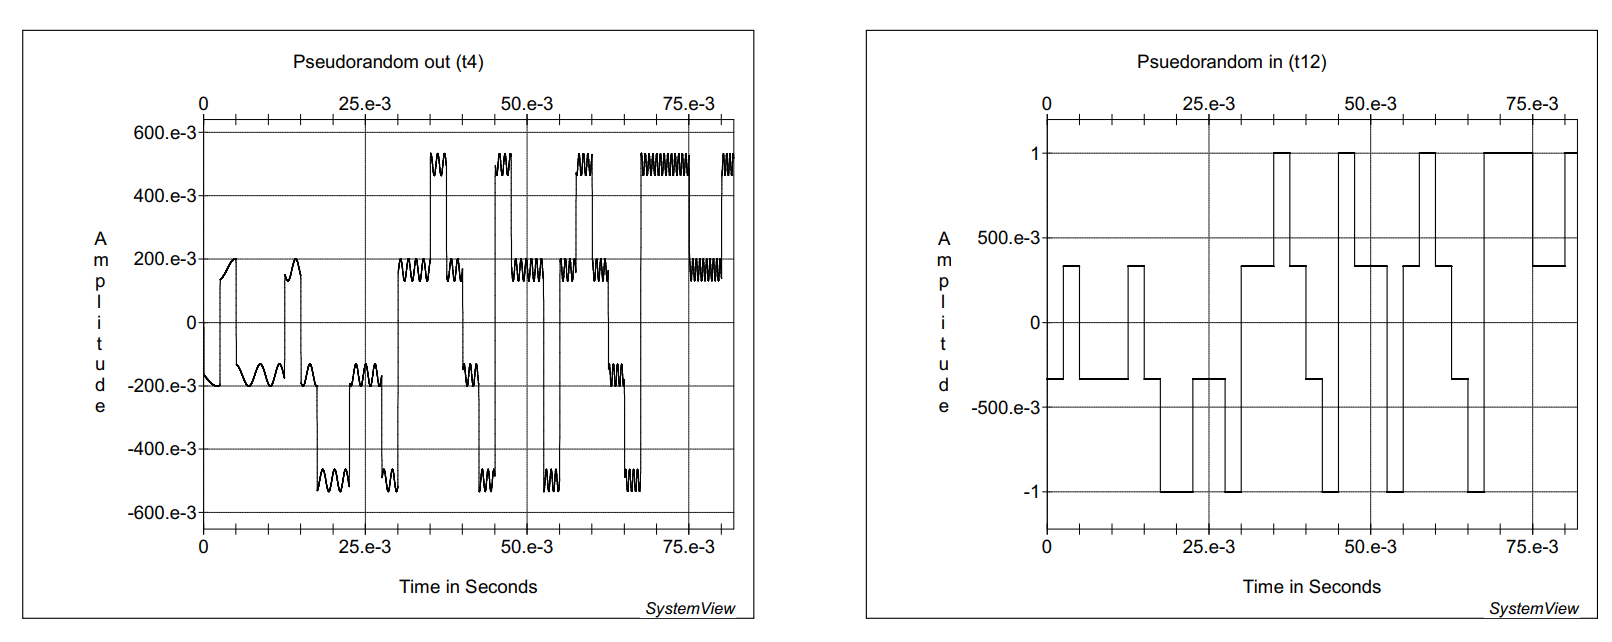 Pseudorandom out (t4)
0 25.e-3 50.e-3 75.e-3
600.e-3
400.e-3
200.e-3
0
-200.e-3
-400.e-3
-600.e-3
Amplitude
0 25.e-3 50.e-3 75.e-3
Time in Seconds
SystemView
Psuedorandom in (t12)
0 25.e-3 50.e-3 75.e-3
1
500.e-3
0
-500.e-3
-1
Amplitude
0 25.e-3 50.e-3 75.e-3
Time in Seconds
SystemView